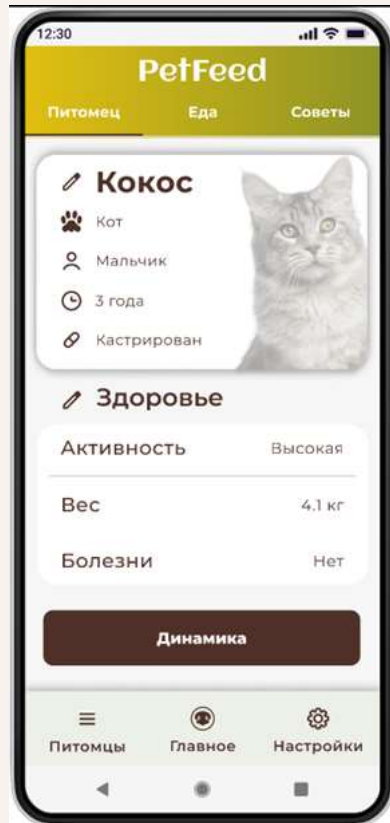 12:30
PetFeed
Питомец Еда Советы
Кокос
Кот
Мальчик
3 года
Кастрирован
Здоровье
Активность Высокая
Вес 4.1 кг
Болезни Нет
Динамика
Питомцы Главное Настройки